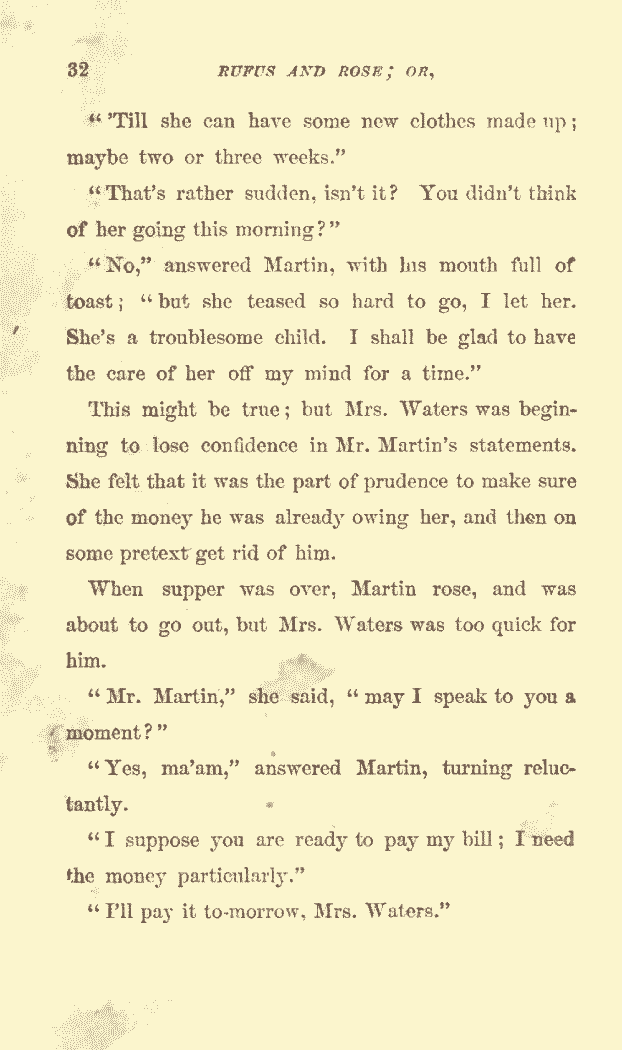 32 RUFUS AND ROSE; OR,
“’Till she can have some new clothes made up;
maybe two or three weeks.”
“That’s rather sudden, isn’t it? You didn’t think
of her going this morning?”
“No,” answered Martin, with his mouth full of
toast; “but she teased so hard to go, I let her.
She’s a troublesome child. I shall be glad to have
the care of her off my mind for a time.”
This might be true; but Mrs. Waters was begin-
ning to lose confidence in Mr. Martin’s statements.
She felt that it was the part of prudence to make sure
of the money he was already owing her, and then on
some pretext get rid of him.
When supper was over, Martin rose, and was
about to go out, but Mrs. Waters was too quick for
him.
“Mr. Martin,” she said, “may I speak to you a
moment?”
“Yes, ma’am,” answered Martin, turning reluc-
tantly.
“I suppose you are ready to pay my bill; I need
the money particularly.”
“I’ll pay it to-morrow, Mrs. Waters.”